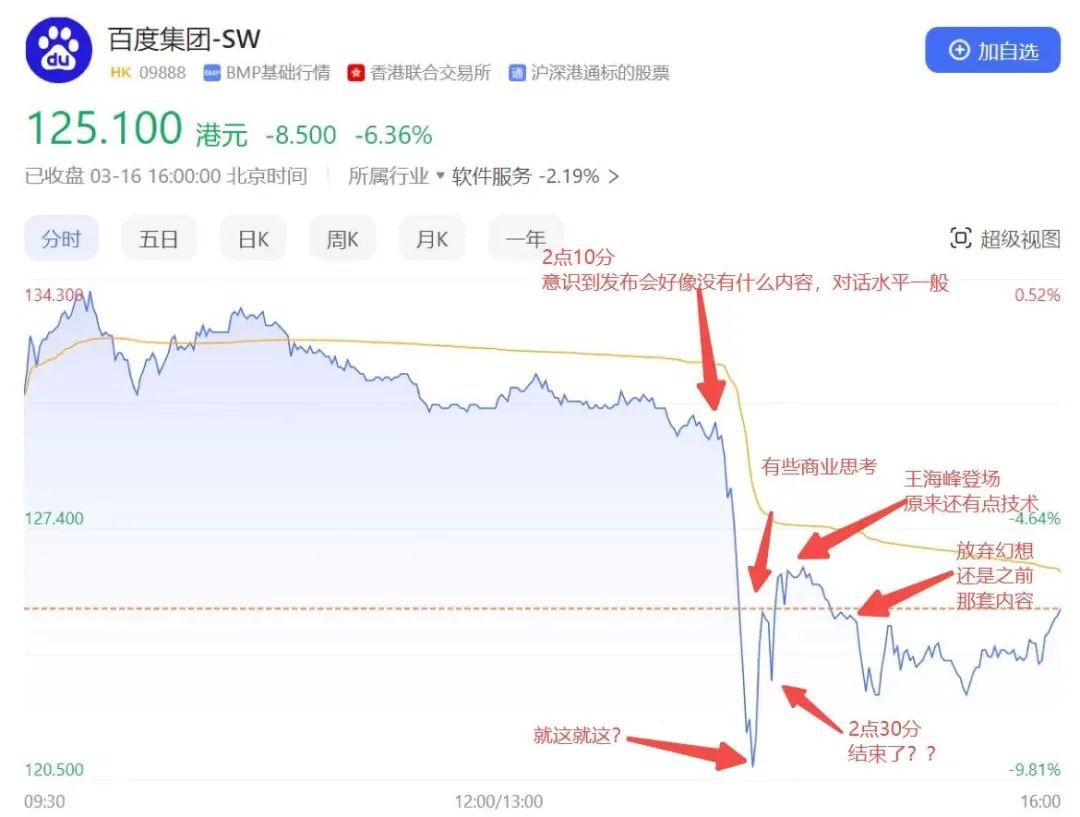 百度集团-SW
HK 09888 BMP BMP基础行情 香港联合交易所 通 沪深港通标的股票
加自选
du
125.100 港元 -8.500 -6.36%
已收盘 03-16 16:00:00 北京时间 所属行业 软件服务 -2.19% >
分时 五日 日K 周K 月K 一年 超级视图
2点10分
意识到发布会好像没有什么内容，对话水平一般
134.300 0.52%
有些商业思考
王海峰登场
原来还有点技术
127.400 -4.64%
放弃幻想
还是之前
那套内容
就这就这？
2点30分
结束了？？
120.500 -9.81%
09:30 12:00/13:00 16:00